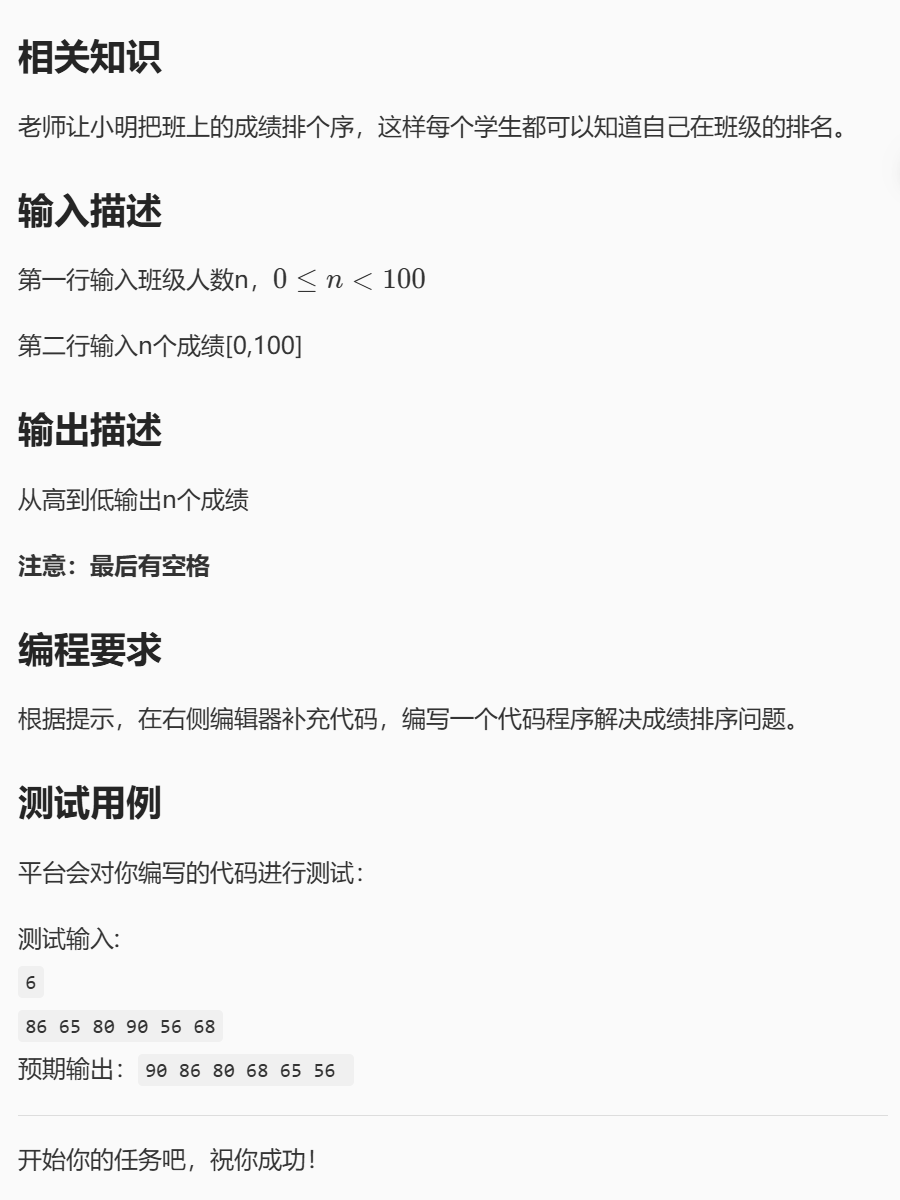 相关知识
老师让小明把班上的成绩排个序，这样每个学生都可以知道自己在班级的排名。
输入描述
第一行输入班级人数n，0 ≤ n < 100
第二行输入n个成绩[0,100]
输出描述
从高到低输出n个成绩
注意：最后有空格
编程要求
根据提示，在右侧编辑器补充代码，编写一个代码程序解决成绩排序问题。
测试用例
平台会对你编写的代码进行测试：
测试输入:
6
86 65 80 90 56 68
预期输出：90 86 80 68 65 56
开始你的任务吧，祝你成功！